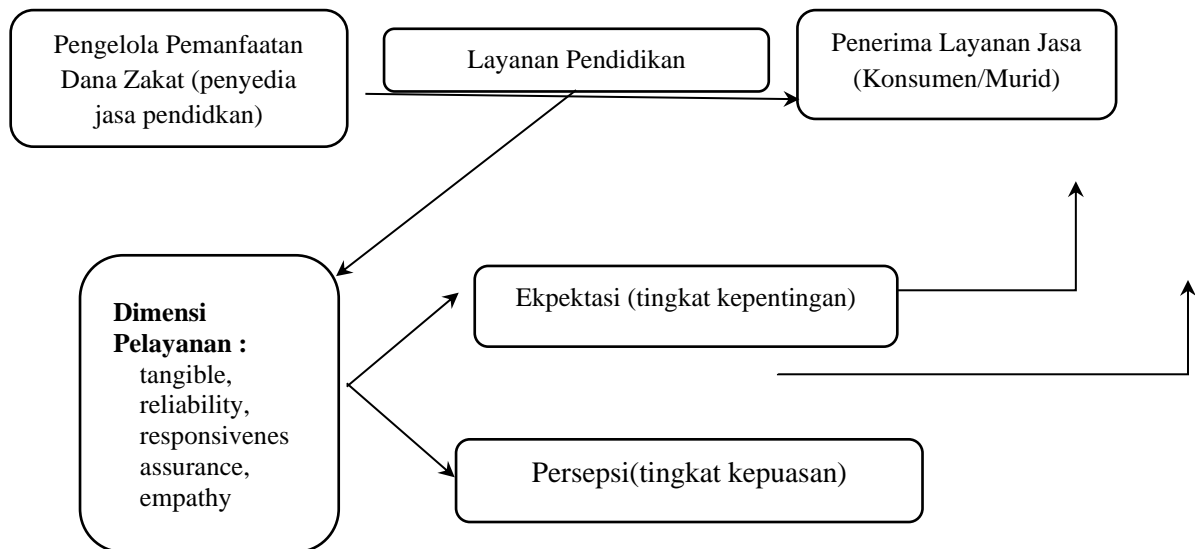 Pengelola Pemanfaatan
Dana Zakat (penyedia
jasa pendidkan)
Layanan Pendidikan
Penerima Layanan Jasa
(Konsumen/Murid)
Dimensi
Pelayanan :
tangible,
reliability,
responsivenes
assurance,
empathy
Ekpektasi (tingkat kepentingan)
Persepsi(tingkat kepuasan)